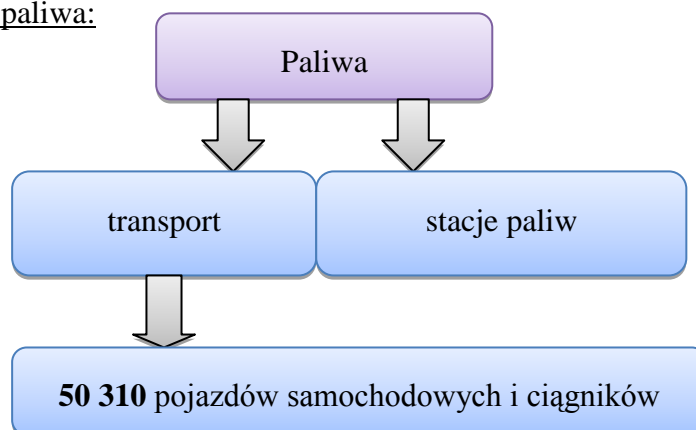 paliwa:
Paliwa
transport
stacje paliw
50 310 pojazdów samochodowych i ciągników